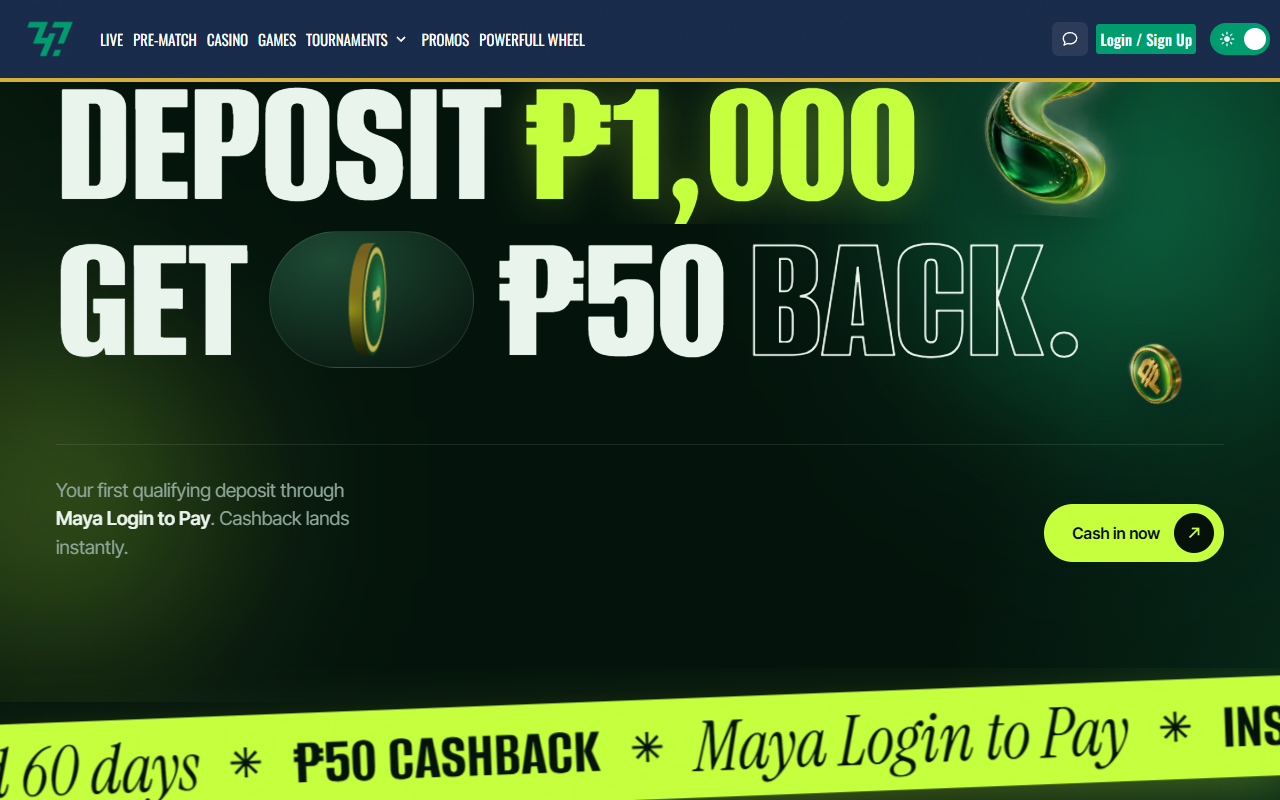 LIVE PRE-MATCH CASINO GAMES TOURNAMENTS PROMOS POWERFULL WHEEL
Login / Sign Up
DEPOSIT ₱1,000
GET ₱50 BACK.
Your first qualifying deposit through
Maya Login to Pay. Cashback lands
instantly.
Cash in now
60 days ✳ ₱50 CASHBACK ✳ Maya Login to Pay ✳